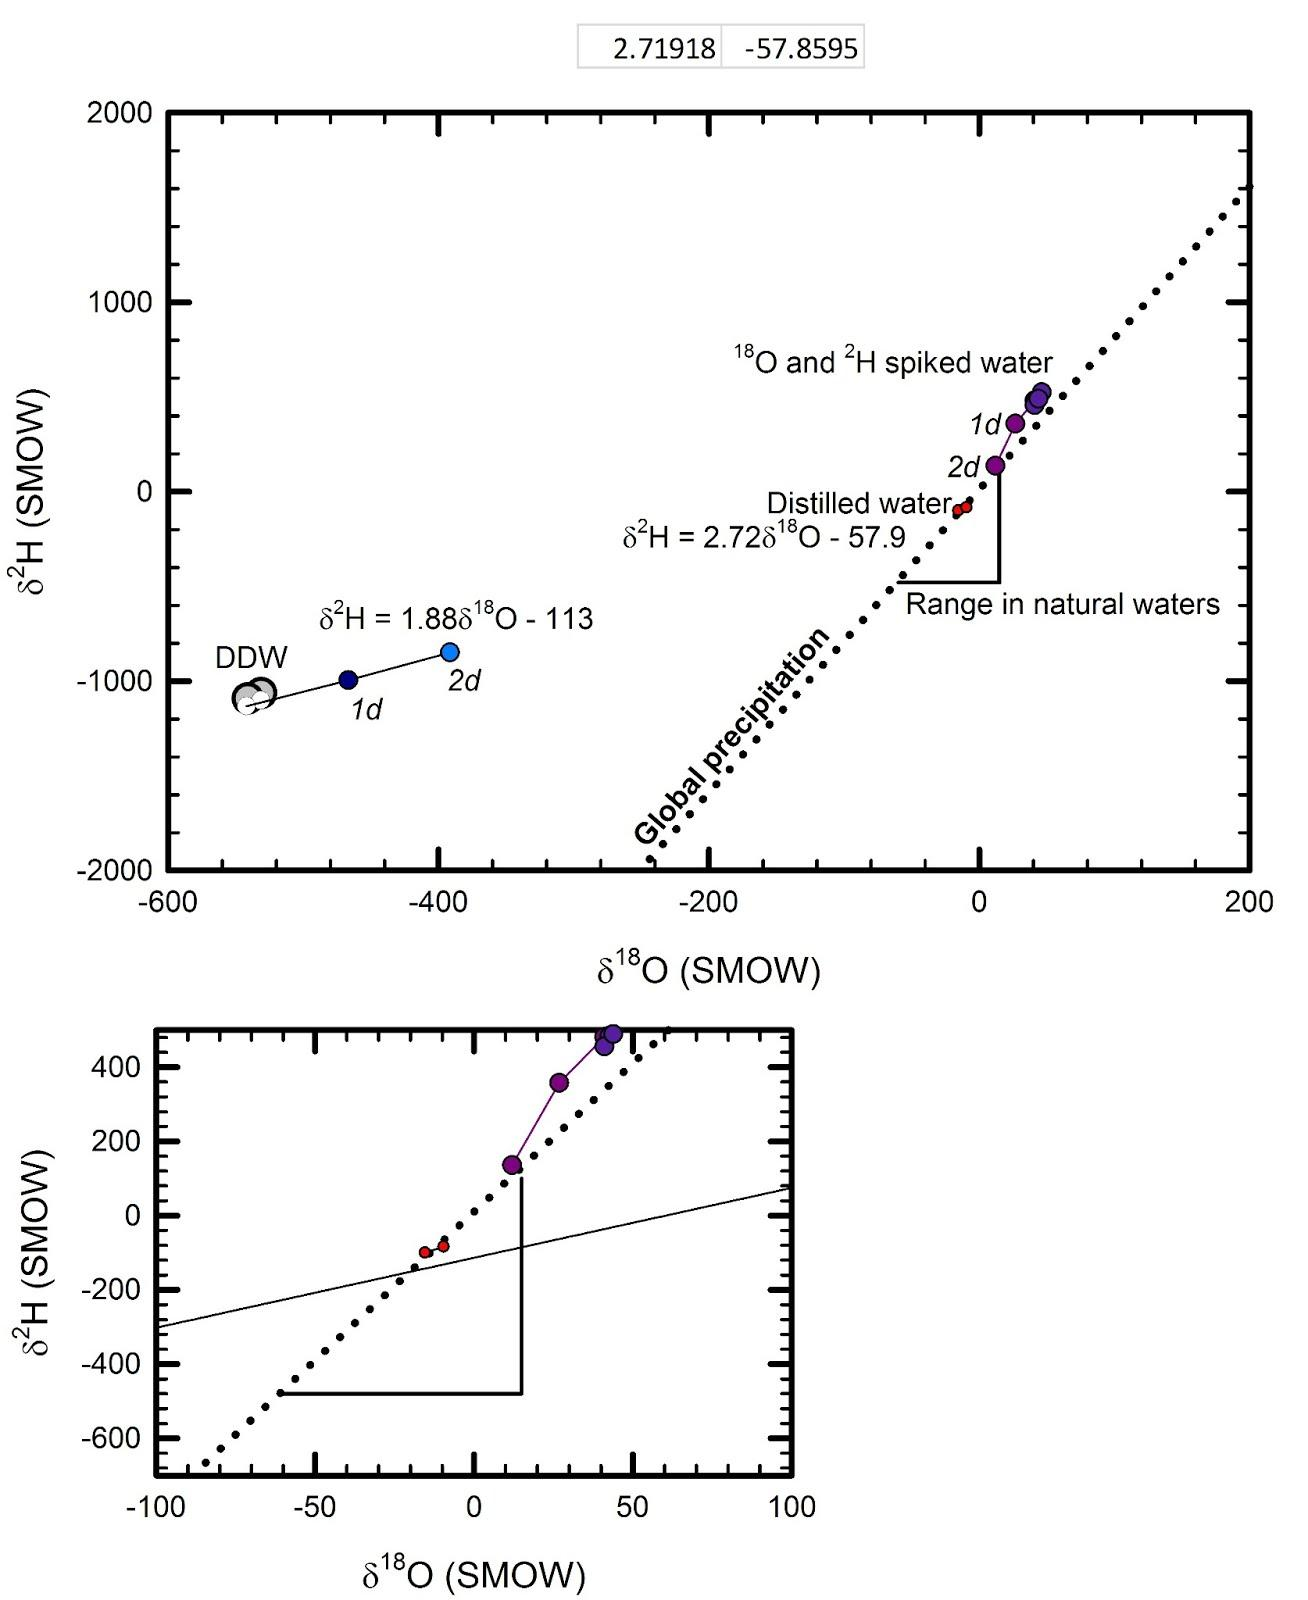 2.71918 -57.8595
2000
1000
0
-1000
-2000
δ²H (SMOW)
¹⁸O and ²H spiked water
1d
2d
Distilled water
δ²H = 2.72δ¹⁸O - 57.9
Range in natural waters
δ²H = 1.88δ¹⁸O - 113
DDW
1d
2d
Global precipitation
-600 -400 -200 0 200
δ¹⁸O (SMOW)
400
200
0
-200
-400
-600
δ²H (SMOW)
-100 -50 0 50 100
δ¹⁸O (SMOW)